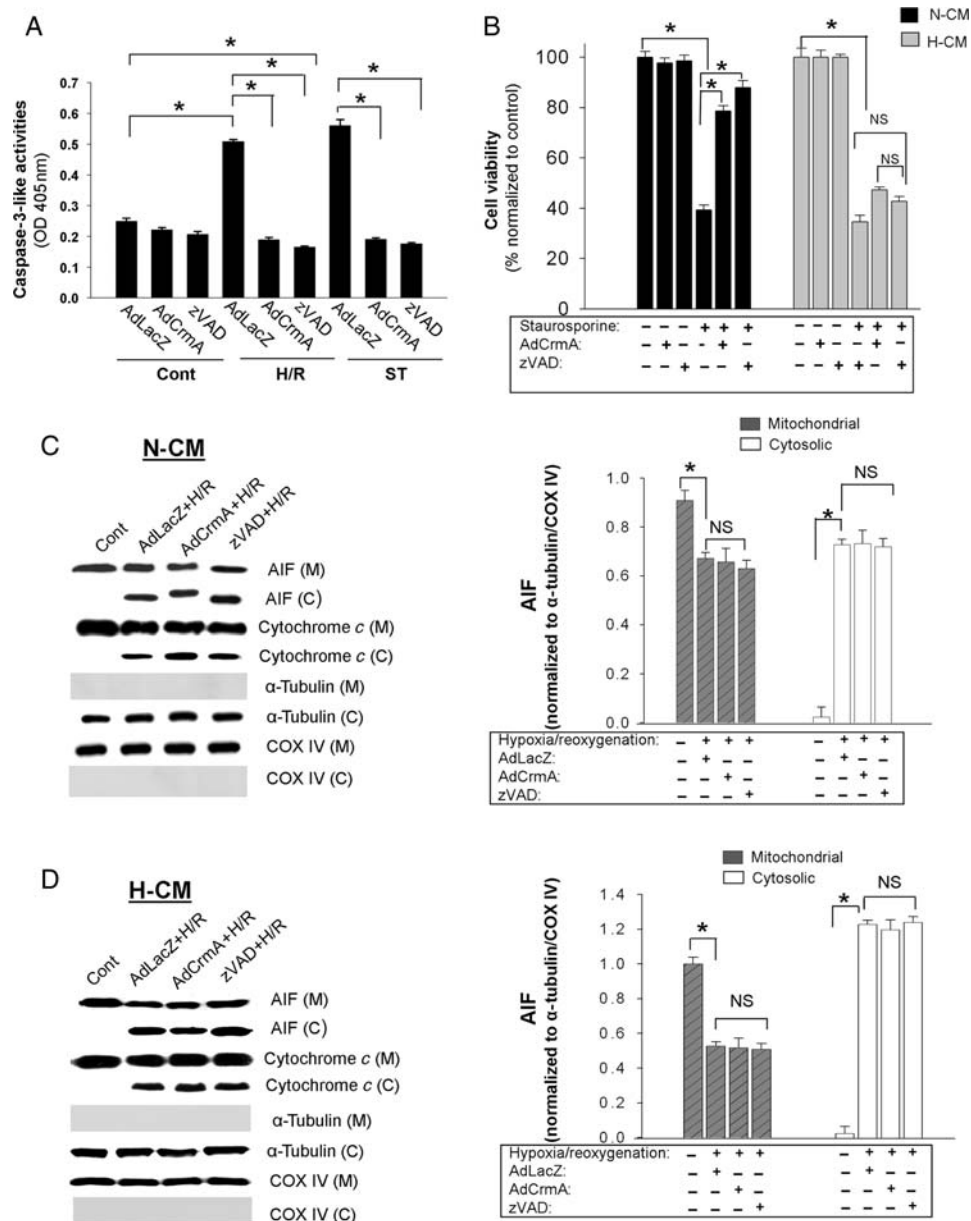 A
*
*
*
*
*
*
Caspase-3-like activities
(OD 405nm)
0.7
0.6
0.5
0.4
0.3
0.2
0.1
0.0
AdLacZ
AdCrmA
zVAD
AdLacZ
AdCrmA
zVAD
AdLacZ
AdCrmA
zVAD
Cont
H/R
ST
B
N-CM
H-CM
*
*
*
*
NS
NS
Cell viability
(% normalized to control)
100
80
60
40
20
0
Staurosporine: – – – + + + – – – + + +
AdCrmA: – + – – + – – + – – + –
zVAD: – – + – – + – – + + – +
C
N-CM
Cont
AdLacZ+H/R
AdCrmA+H/R
zVAD+H/R
AIF (M)
AIF (C)
Cytochrome c (M)
Cytochrome c (C)
α-Tubulin (M)
α-Tubulin (C)
COX IV (M)
COX IV (C)
Mitochondrial
Cytosolic
*
NS
*
NS
AIF
(normalized to α-tubulin/COX IV)
1.0
0.8
0.6
0.4
0.2
0.0
Hypoxia/reoxygenation: – + + + – + + +
AdLacZ: – + – – – + – –
AdCrmA: – – + – – – + –
zVAD: – – – + – – – +
D
H-CM
Cont
AdLacZ+H/R
AdCrmA+H/R
zVAD+H/R
AIF (M)
AIF (C)
Cytochrome c (M)
Cytochrome c (C)
α-Tubulin (M)
α-Tubulin (C)
COX IV (M)
COX IV (C)
Mitochondrial
Cytosolic
*
NS
*
NS
AIF
(normalized to α-tubulin/COX IV)
1.4
1.2
1.0
0.8
0.6
0.4
0.2
0.0
Hypoxia/reoxygenation: – + + + – + + +
AdLacZ: – + – – – + – –
AdCrmA: – – + – – – + –
zVAD: – – – + – – – +